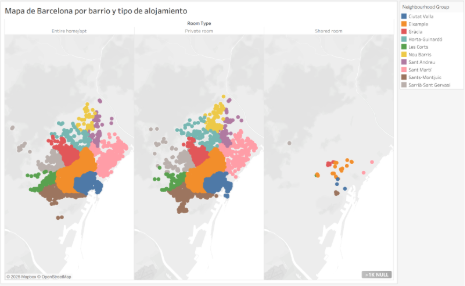 Mapa de Barcelona por barrio y tipo de alojamiento
Room Type
Entire home/apt
Private room
Shared room
Neighbourhood Group
Ciutat Vella
Eixample
Gràcia
Horta-Guinardó
Les Corts
Nou Barris
Sant Andreu
Sant Martí
Sants-Montjuïc
Sarrià-Sant Gervasi
Mapbox © OpenStreetMap